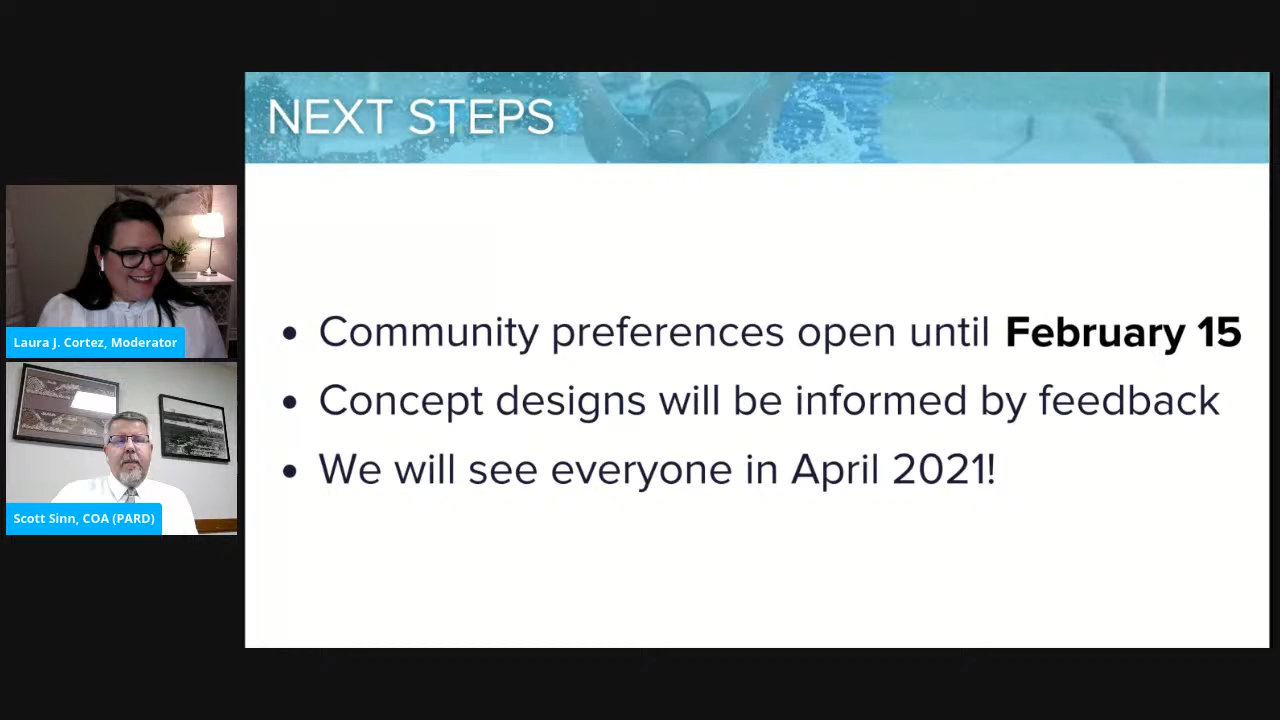 NEXT STEPS
Laura J. Cortez, Moderator
Scott Sinn, COA (PARD)
• Community preferences open until February 15
• Concept designs will be informed by feedback
• We will see everyone in April 2021!